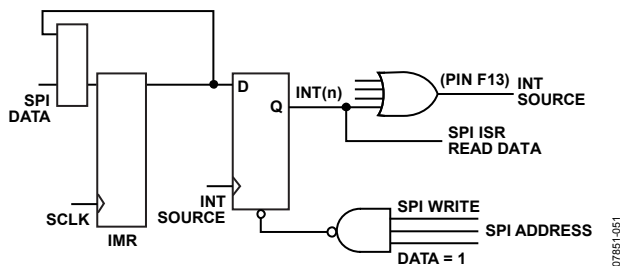 SPI
DATA
SCLK
IMR
D
Q
INT
SOURCE
INT(n)
(PIN F13)
INT
SOURCE
SPI ISR
READ DATA
SPI WRITE
SPI ADDRESS
DATA = 1
07851-051